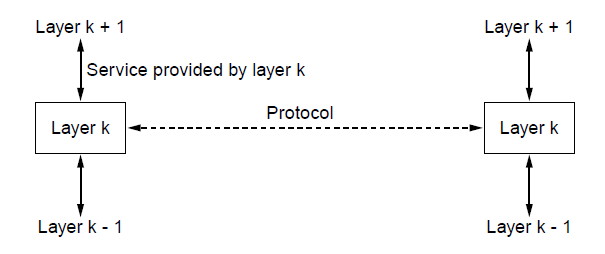 Layer k + 1
Layer k + 1
Service provided by layer k
Protocol
Layer k
Layer k
Layer k - 1
Layer k - 1